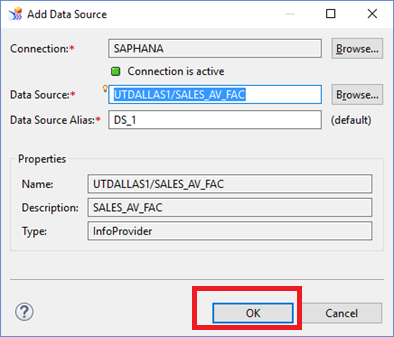 Add Data Source
Connection:* SAPHANA Browse...
Connection is active
Data Source:* UTDALLAS1/SALES_AV_FAC Browse...
Data Source Alias:* DS_1 (default)
Properties
Name: UTDALLAS1/SALES_AV_FAC
Description: SALES_AV_FAC
Type: InfoProvider
? OK Cancel